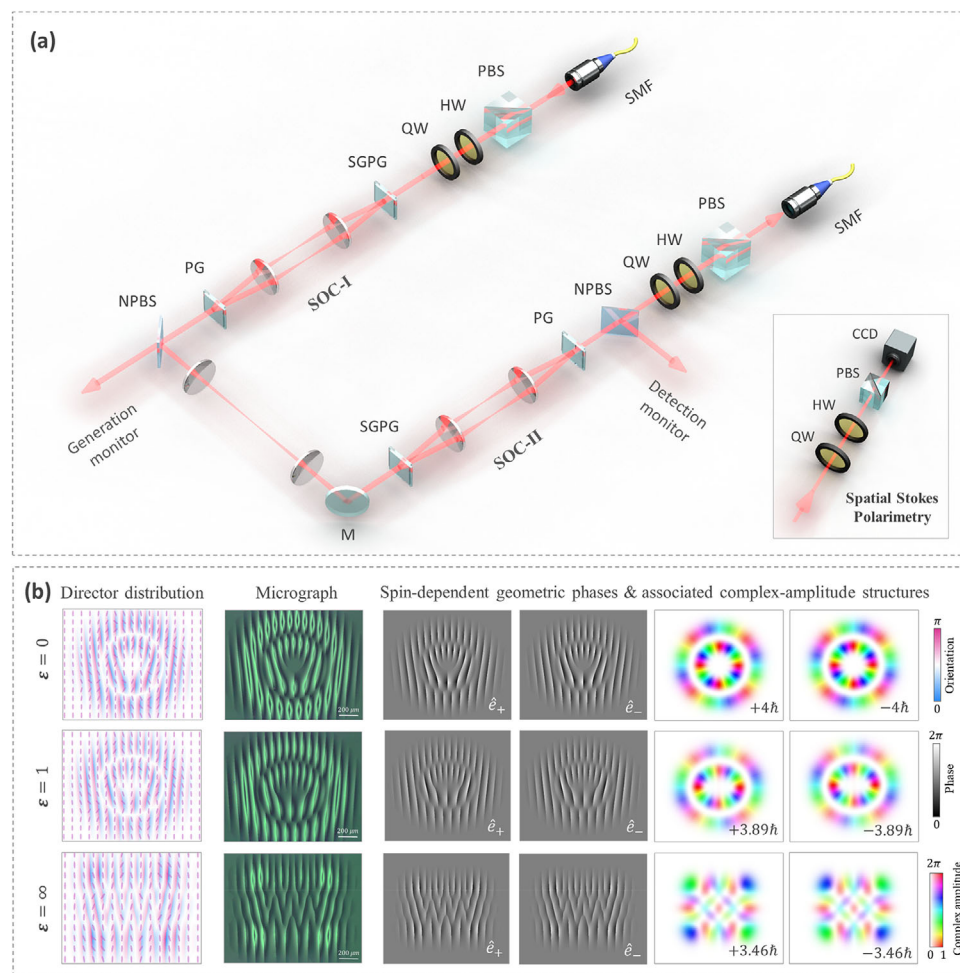 (a)
PBS
SMF
HW
QW
SGPG
PG
SOC-I
NPBS
Generation
monitor
M
SGPG
SOC-II
PG
NPBS
QW
HW
PBS
SMF
Detection
monitor
CCD
PBS
HW
QW
Spatial Stokes
Polarimetry
(b)
Director distribution
Micrograph
Spin-dependent geometric phases & associated complex-amplitude structures
ε=0
200 μm
ê₊
ê₋
+4ħ
−4ħ
π
0
Orientation
ε=1
200 μm
ê₊
ê₋
+3.89ħ
−3.89ħ
2π
0
Phase
ε=∞
200 μm
ê₊
ê₋
+3.46ħ
−3.46ħ
2π
0
0 1
Complex amplitude